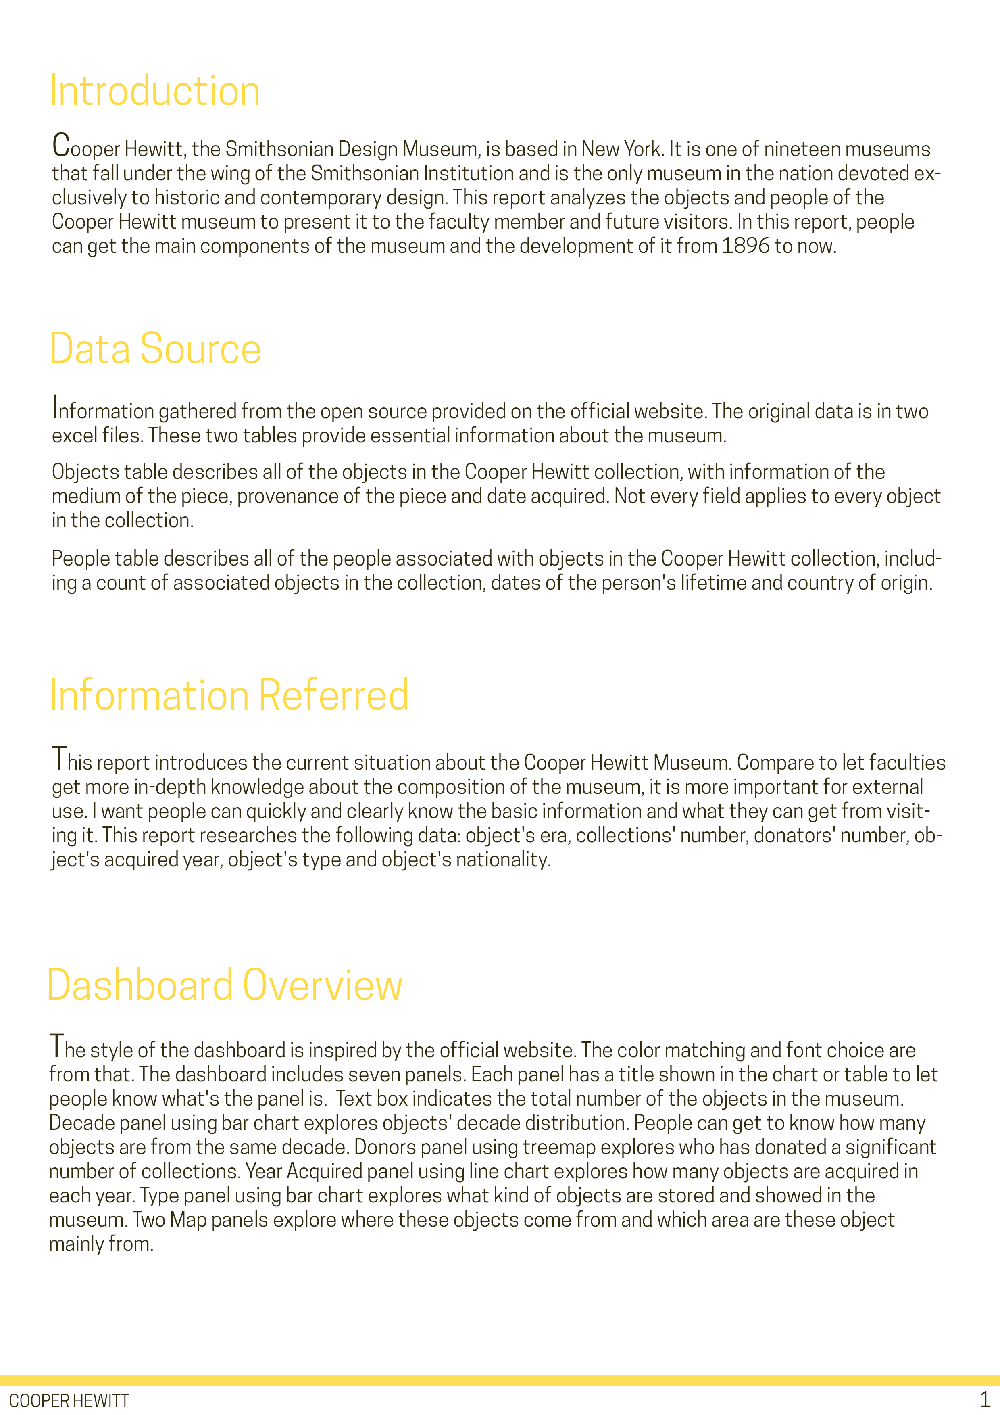 Introduction
Cooper Hewitt, the Smithsonian Design Museum, is based in New York. It is one of nineteen museums
that fall under the wing of the Smithsonian Institution and is the only museum in the nation devoted ex-
clusively to historic and contemporary design. This report analyzes the objects and people of the
Cooper Hewitt museum to present it to the faculty member and future visitors. In this report, people
can get the main components of the museum and the development of it from 1896 to now.
Data Source
Information gathered from the open source provided on the official website. The original data is in two
excel files. These two tables provide essential information about the museum.
Objects table describes all of the objects in the Cooper Hewitt collection, with information of the
medium of the piece, provenance of the piece and date acquired. Not every field applies to every object
in the collection.
People table describes all of the people associated with objects in the Cooper Hewitt collection, includ-
ing a count of associated objects in the collection, dates of the person's lifetime and country of origin.
Information Referred
This report introduces the current situation about the Cooper Hewitt Museum. Compare to let faculties
get more in-depth knowledge about the composition of the museum, it is more important for external
use. I want people can quickly and clearly know the basic information and what they can get from visit-
ing it. This report researches the following data: object's era, collections' number, donators' number, ob-
ject's acquired year, object's type and object's nationality.
Dashboard Overview
The style of the dashboard is inspired by the official website. The color matching and font choice are
from that. The dashboard includes seven panels. Each panel has a title shown in the chart or table to let
people know what's the panel is. Text box indicates the total number of the objects in the museum.
Decade panel using bar chart explores objects' decade distribution. People can get to know how many
objects are from the same decade. Donors panel using treemap explores who has donated a significant
number of collections. Year Acquired panel using line chart explores how many objects are acquired in
each year. Type panel using bar chart explores what kind of objects are stored and showed in the
museum. Two Map panels explore where these objects come from and which area are these object
mainly from.
COOPER HEWITT
1